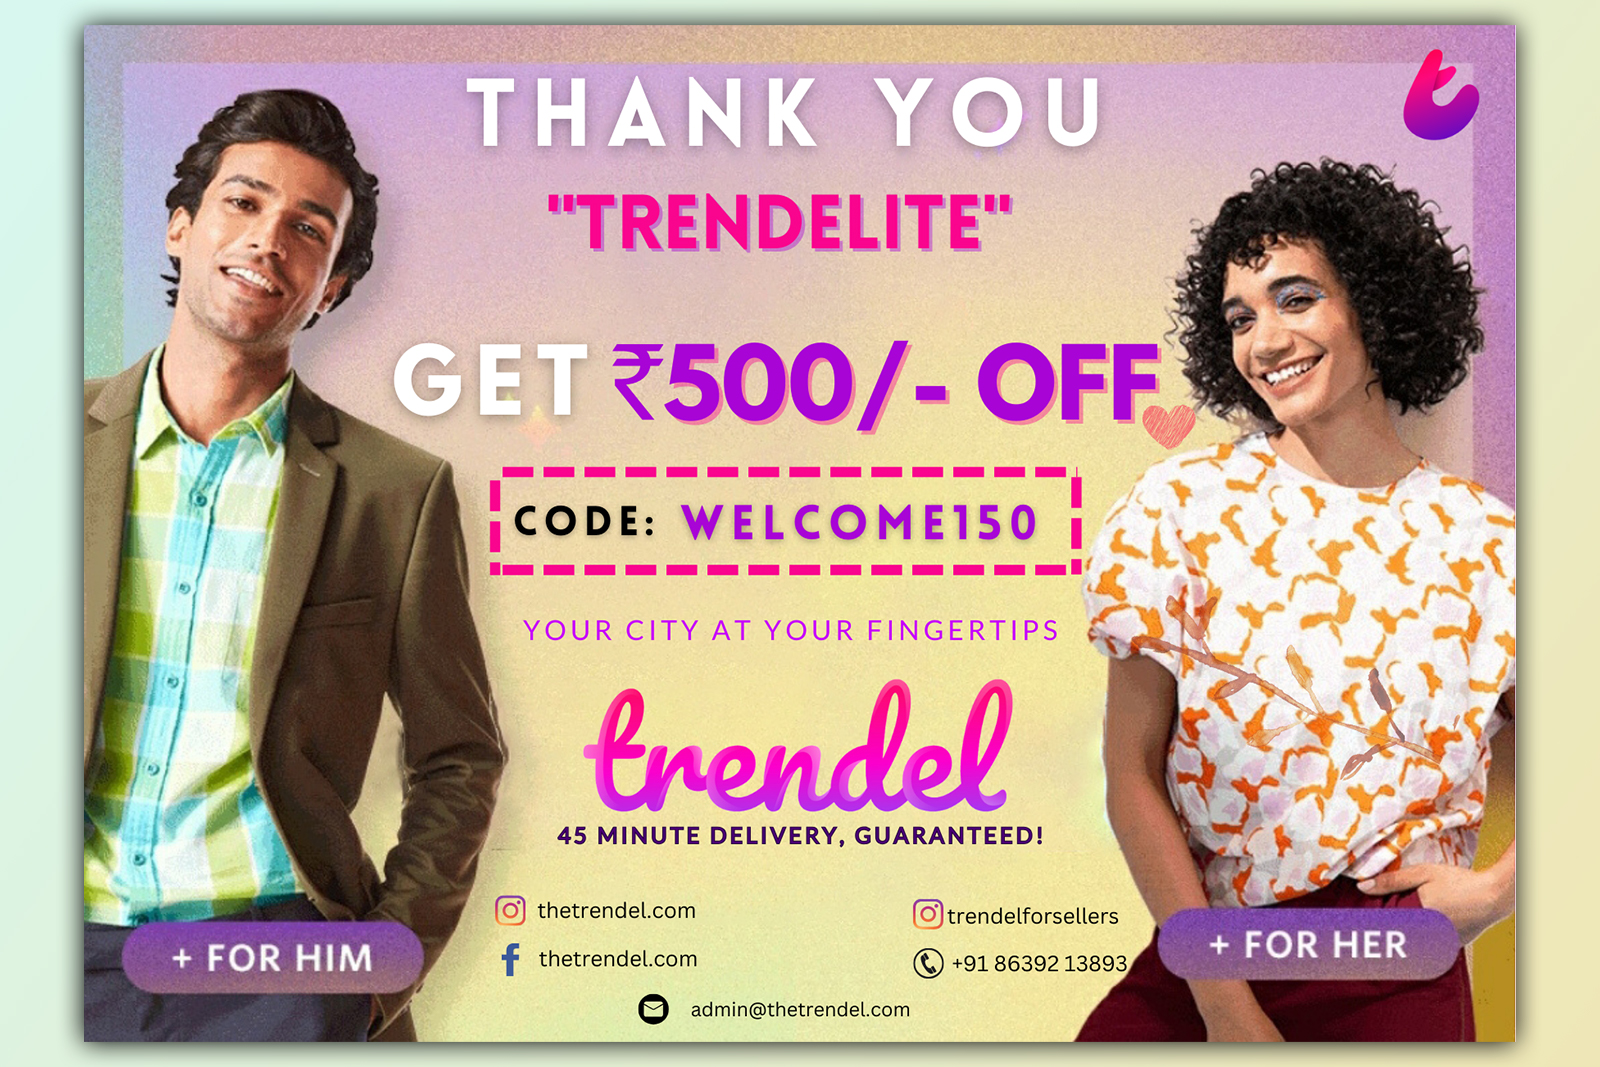 THANK YOU
"TRENDELITE"
GET ₹500/- OFF
CODE: WELCOME150
YOUR CITY AT YOUR FINGERTIPS
trendel
45 MINUTE DELIVERY, GUARANTEED!
thetrendel.com
trendelforsellers
thetrendel.com
+91 86392 13893
admin@thetrendel.com
+ FOR HIM
+ FOR HER
t